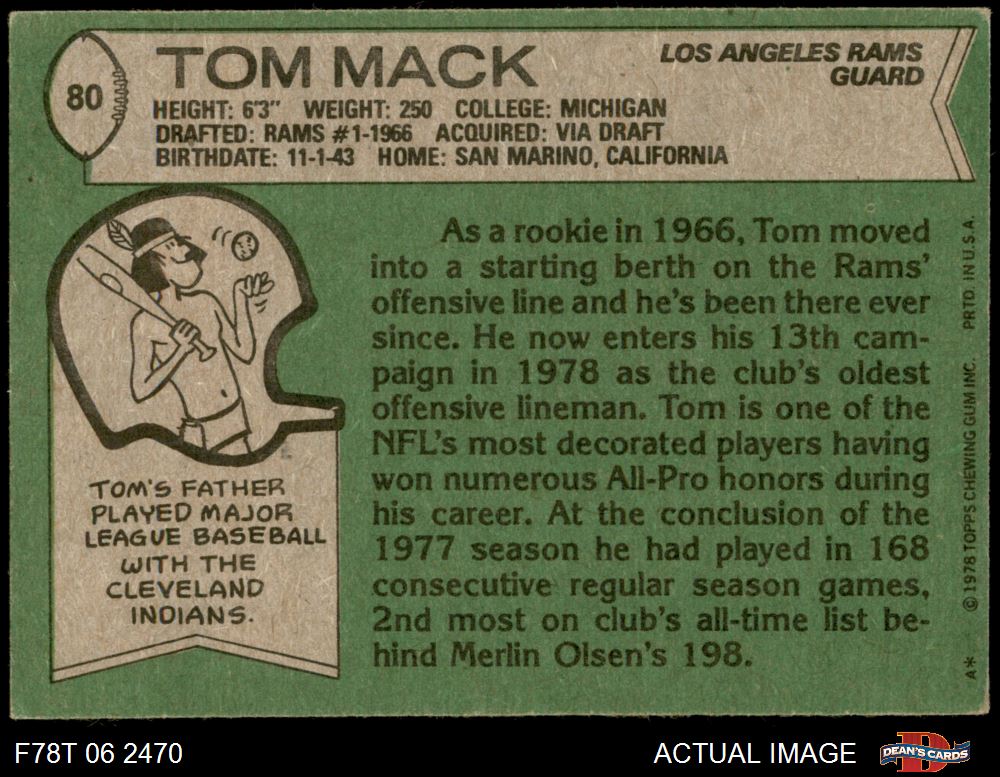 80
TOM MACK
LOS ANGELES RAMS
GUARD
HEIGHT: 6'3" WEIGHT: 250 COLLEGE: MICHIGAN
DRAFTED: RAMS #1-1966 ACQUIRED: VIA DRAFT
BIRTHDATE: 11-1-43 HOME: SAN MARINO, CALIFORNIA
TOM'S FATHER
PLAYED MAJOR
LEAGUE BASEBALL
WITH THE
CLEVELAND
INDIANS.
As a rookie in 1966, Tom moved
into a starting berth on the Rams'
offensive line and he's been there ever
since. He now enters his 13th cam-
paign in 1978 as the club's oldest
offensive lineman. Tom is one of the
NFL's most decorated players having
won numerous All-Pro honors during
his career. At the conclusion of the
1977 season he had played in 168
consecutive regular season games,
2nd most on club's all-time list be-
hind Merlin Olsen's 198.
A* © 1978 TOPPS CHEWING GUM INC. PRTD. IN U.S.A.
F78T 06 2470
ACTUAL IMAGE
DEAN'S CARDS